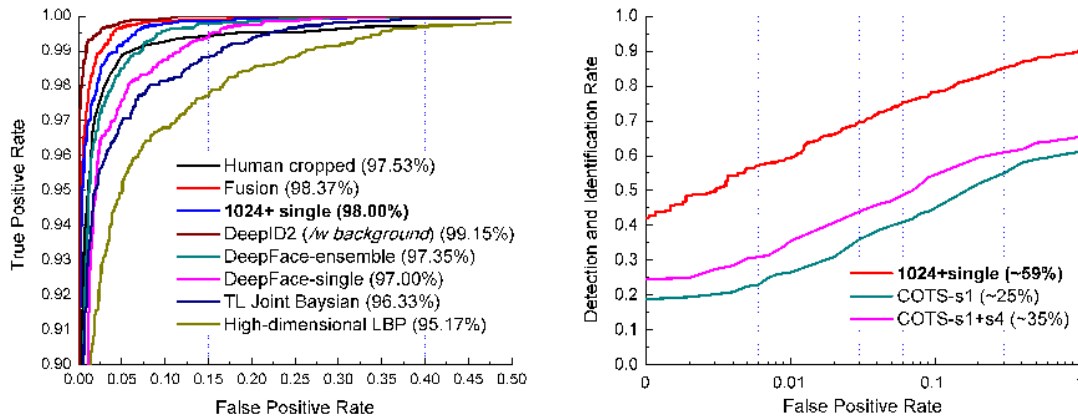 1.00
0.99
0.98
0.97
0.96
0.95
0.94
0.93
0.92
0.91
0.90
True Positive Rate
Human cropped (97.53%)
Fusion (98.37%)
1024+ single (98.00%)
DeepID2 (/w background) (99.15%)
DeepFace-ensemble (97.35%)
DeepFace-single (97.00%)
TL Joint Baysian (96.33%)
High-dimensional LBP (95.17%)
0.00 0.05 0.10 0.15 0.20 0.25 0.30 0.35 0.40 0.45 0.50
False Positive Rate
1.0
0.9
0.8
0.7
0.6
0.5
0.4
0.3
0.2
0.1
0.0
Detection and Identification Rate
1024+single (~59%)
COTS-s1 (~25%)
COTS-s1+s4 (~35%)
0 0.01 0.1 1
False Positive Rate